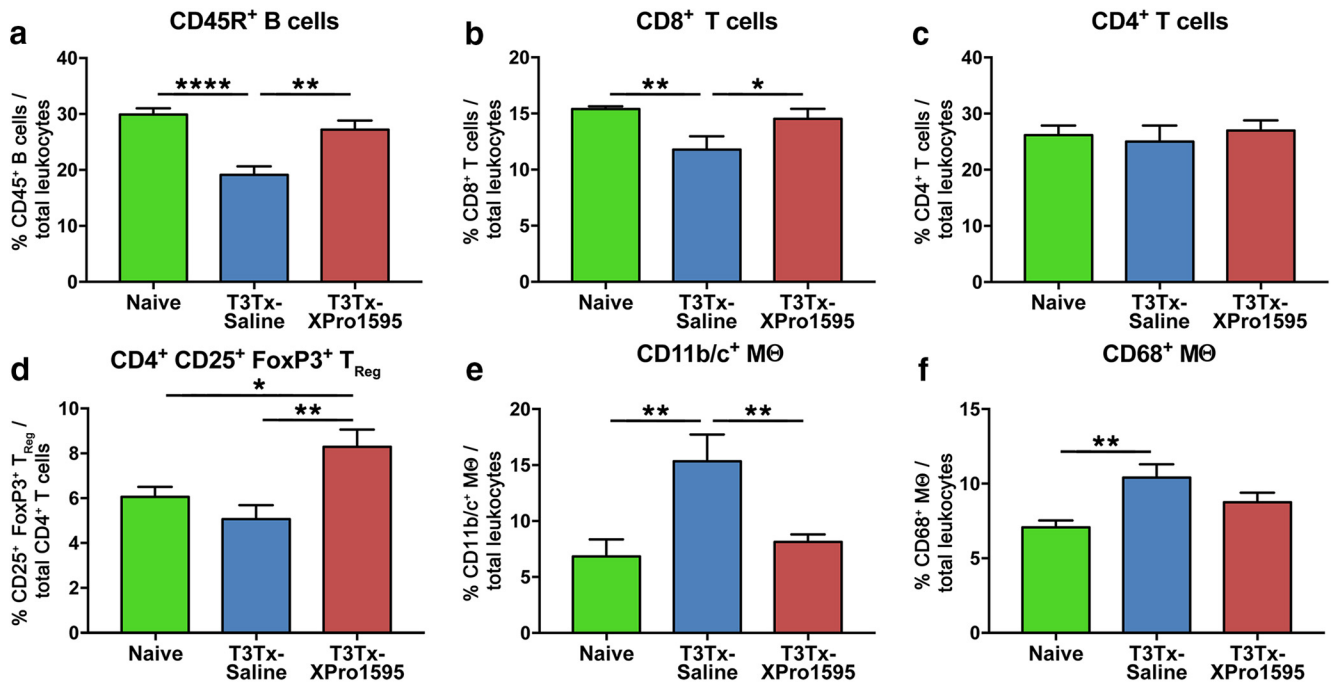 a
CD45R⁺ B cells
% CD45⁺ B cells /
total leukocytes
40
30
20
10
0
****
**
Naive
T3Tx-
Saline
T3Tx-
XPro1595
b
CD8⁺ T cells
% CD8⁺ T cells /
total leukocytes
20
15
10
5
0
**
*
Naive
T3Tx-
Saline
T3Tx-
XPro1595
c
CD4⁺ T cells
% CD4⁺ T cells /
total leukocytes
40
30
20
10
0
Naive
T3Tx-
Saline
T3Tx-
XPro1595
d
CD4⁺ CD25⁺ FoxP3⁺ T_Reg
% CD25⁺ FoxP3⁺ T_Reg /
total CD4⁺ T cells
10
8
6
4
2
0
*
**
Naive
T3Tx-
Saline
T3Tx-
XPro1595
e
CD11b/c⁺ MΘ
% CD11b/c⁺ MΘ /
total leukocytes
20
15
10
5
0
**
**
Naive
T3Tx-
Saline
T3Tx-
XPro1595
f
CD68⁺ MΘ
% CD68⁺ MΘ /
total leukocytes
15
10
5
0
**
Naive
T3Tx-
Saline
T3Tx-
XPro1595